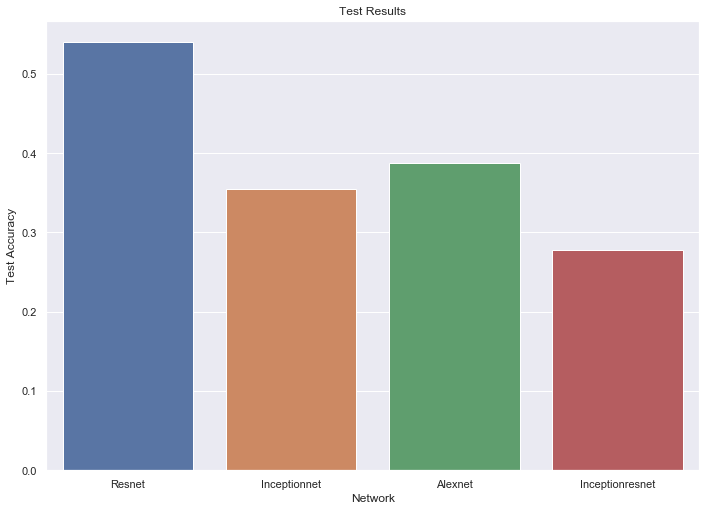 Test Results
Test Accuracy
0.5
0.4
0.3
0.2
0.1
0.0
Resnet
Inceptionnet
Alexnet
Inceptionresnet
Network